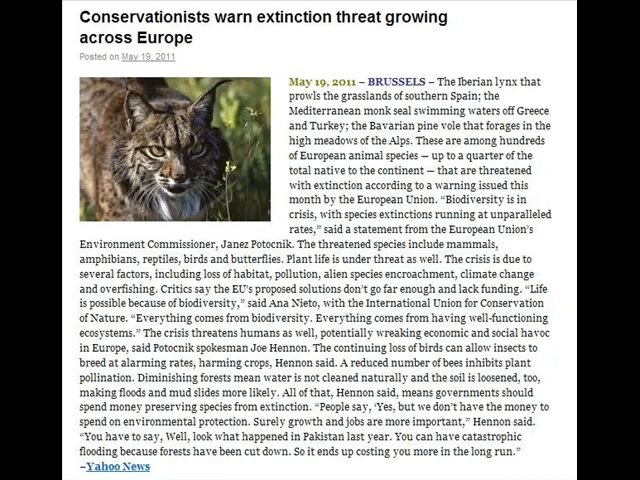 Conservationists warn extinction threat growing
across Europe
Posted on May 19, 2011
May 19, 2011 – BRUSSELS – The Iberian lynx that
prowls the grasslands of southern Spain; the
Mediterranean monk seal swimming waters off Greece
and Turkey; the Bavarian pine vole that forages in the
high meadows of the Alps. These are among hundreds
of European animal species — up to a quarter of the
total native to the continent — that are threatened
with extinction according to a warning issued this
month by the European Union. “Biodiversity is in
crisis, with species extinctions running at unparalleled
rates,” said a statement from the European Union’s
Environment Commissioner, Janez Potocnik. The threatened species include mammals,
amphibians, reptiles, birds and butterflies. Plant life is under threat as well. The crisis is due to
several factors, including loss of habitat, pollution, alien species encroachment, climate change
and overfishing. Critics say the EU’s proposed solutions don’t go far enough and lack funding. “Life
is possible because of biodiversity,” said Ana Nieto, with the International Union for Conservation
of Nature. “Everything comes from biodiversity. Everything comes from having well-functioning
ecosystems.” The crisis threatens humans as well, potentially wreaking economic and social havoc
in Europe, said Potocnik spokesman Joe Hennon. The continuing loss of birds can allow insects to
breed at alarming rates, harming crops, Hennon said. A reduced number of bees inhibits plant
pollination. Diminishing forests mean water is not cleaned naturally and the soil is loosened, too,
making floods and mud slides more likely. All of that, Hennon said, means governments should
spend money preserving species from extinction. “People say, ‘Yes, but we don’t have the money to
spend on environmental protection. Surely growth and jobs are more important,” Hennon said.
“You have to say, Well, look what happened in Pakistan last year. You can have catastrophic
flooding because forests have been cut down. So it ends up costing you more in the long run.”
–Yahoo News